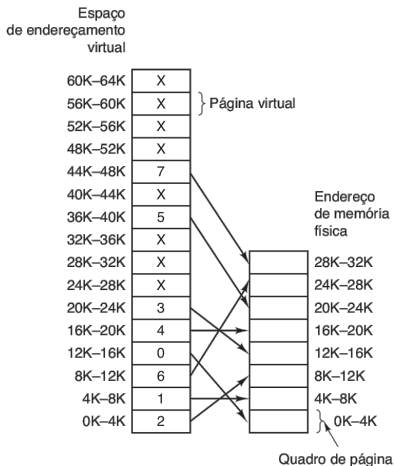 Espaço
de endereçamento
virtual
60K–64K X
56K–60K X Página virtual
52K–56K X
48K–52K X
44K–48K 7
40K–44K X
36K–40K 5
32K–36K X
28K–32K X
24K–28K X
20K–24K 3
16K–20K 4
12K–16K 0
8K–12K 6
4K–8K 1
0K–4K 2
Endereço
de memória
física
28K–32K
24K–28K
20K–24K
16K–20K
12K–16K
8K–12K
4K–8K
0K–4K
Quadro de página